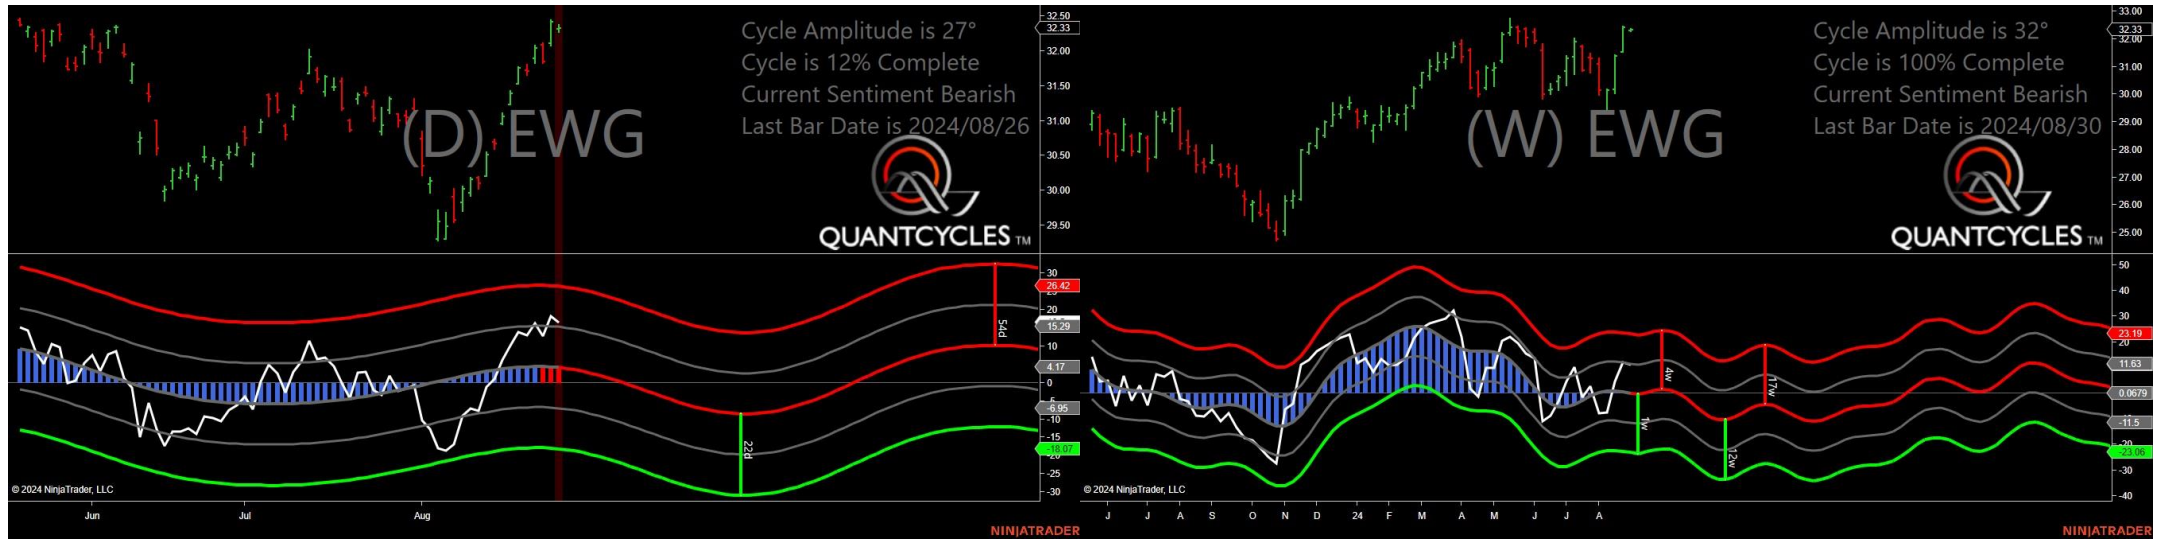 Cycle Amplitude is 27°
Cycle is 12% Complete
Current Sentiment Bearish
Last Bar Date is 2024/08/26
(D) EWG
QUANTCYCLES TM
32.50
32.33
32.00
31.50
31.00
30.50
30.00
29.50
30
26.42
20
15.29
10
4.17
0
-5
-6.95
-10
-15
-18.07
-20
-25
-30
54d
22d
© 2024 NinjaTrader, LLC
Jun Jul Aug
NINJATRADER
Cycle Amplitude is 32°
Cycle is 100% Complete
Current Sentiment Bearish
Last Bar Date is 2024/08/30
(W) EWG
QUANTCYCLES TM
33.00
32.33
32.00
31.00
30.00
29.00
28.00
27.00
26.00
25.00
50
40
30
23.19
20
11.63
0.0679
-11.5
-20
-23.06
-30
-40
4w
17w
1w
12w
© 2024 NinjaTrader, LLC
J J A S O N D 24 F M A M J J A
NINJATRADER